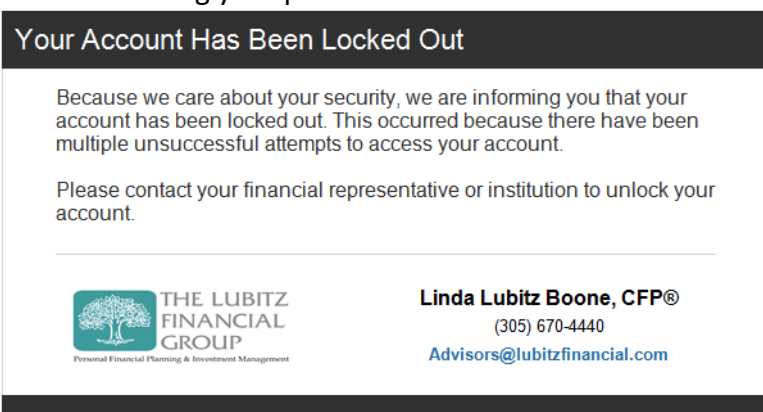 Your Account Has Been Locked Out
Because we care about your security, we are informing you that your
account has been locked out. This occurred because there have been
multiple unsuccessful attempts to access your account.
Please contact your financial representative or institution to unlock your
account.
THE LUBITZ
FINANCIAL
GROUP
Personal Financial Planning & Investment Management
Linda Lubitz Boone, CFP®
(305) 670-4440
Advisors@lubitzfinancial.com